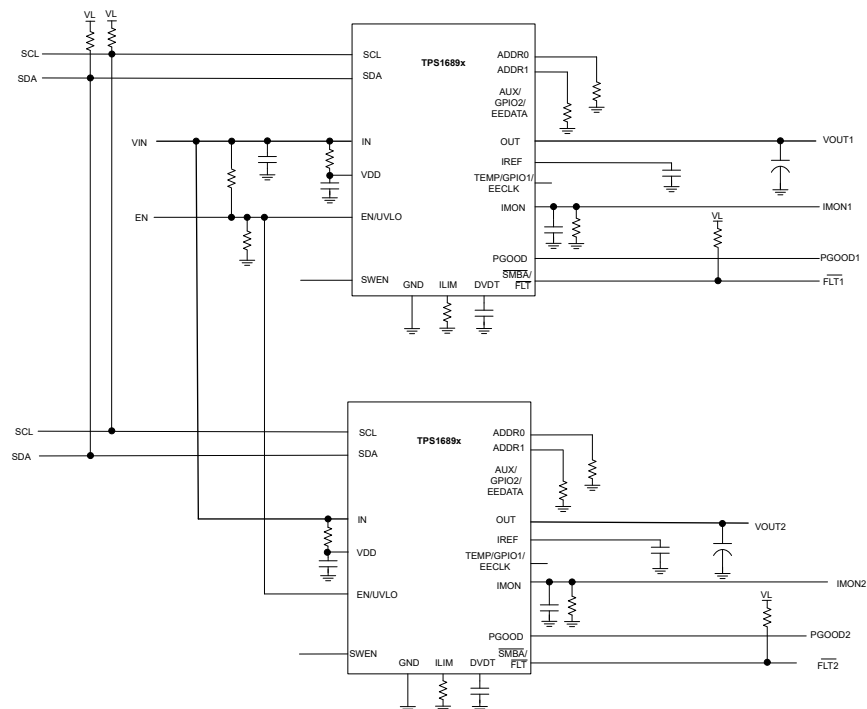 VL
VL
SCL
SDA
VIN
EN
SCL
TPS1689x
ADDR0
ADDR1
SDA
AUX/
GPIO2/
EEDATA
IN
OUT
VDD
IREF
TEMP/GPIO1/
EECLK
EN/UVLO
IMON
PGOOD
SWEN
SMBA/
FLT
GND
ILIM
DVDT
VOUT1
IMON1
VL
PGOOD1
FLT1
SCL
SDA
SCL
TPS1689x
ADDR0
ADDR1
SDA
AUX/
GPIO2/
EEDATA
IN
OUT
VDD
IREF
TEMP/GPIO1/
EECLK
EN/UVLO
IMON
PGOOD
SWEN
SMBA/
FLT
GND
ILIM
DVDT
VOUT2
IMON2
VL
PGOOD2
FLT2